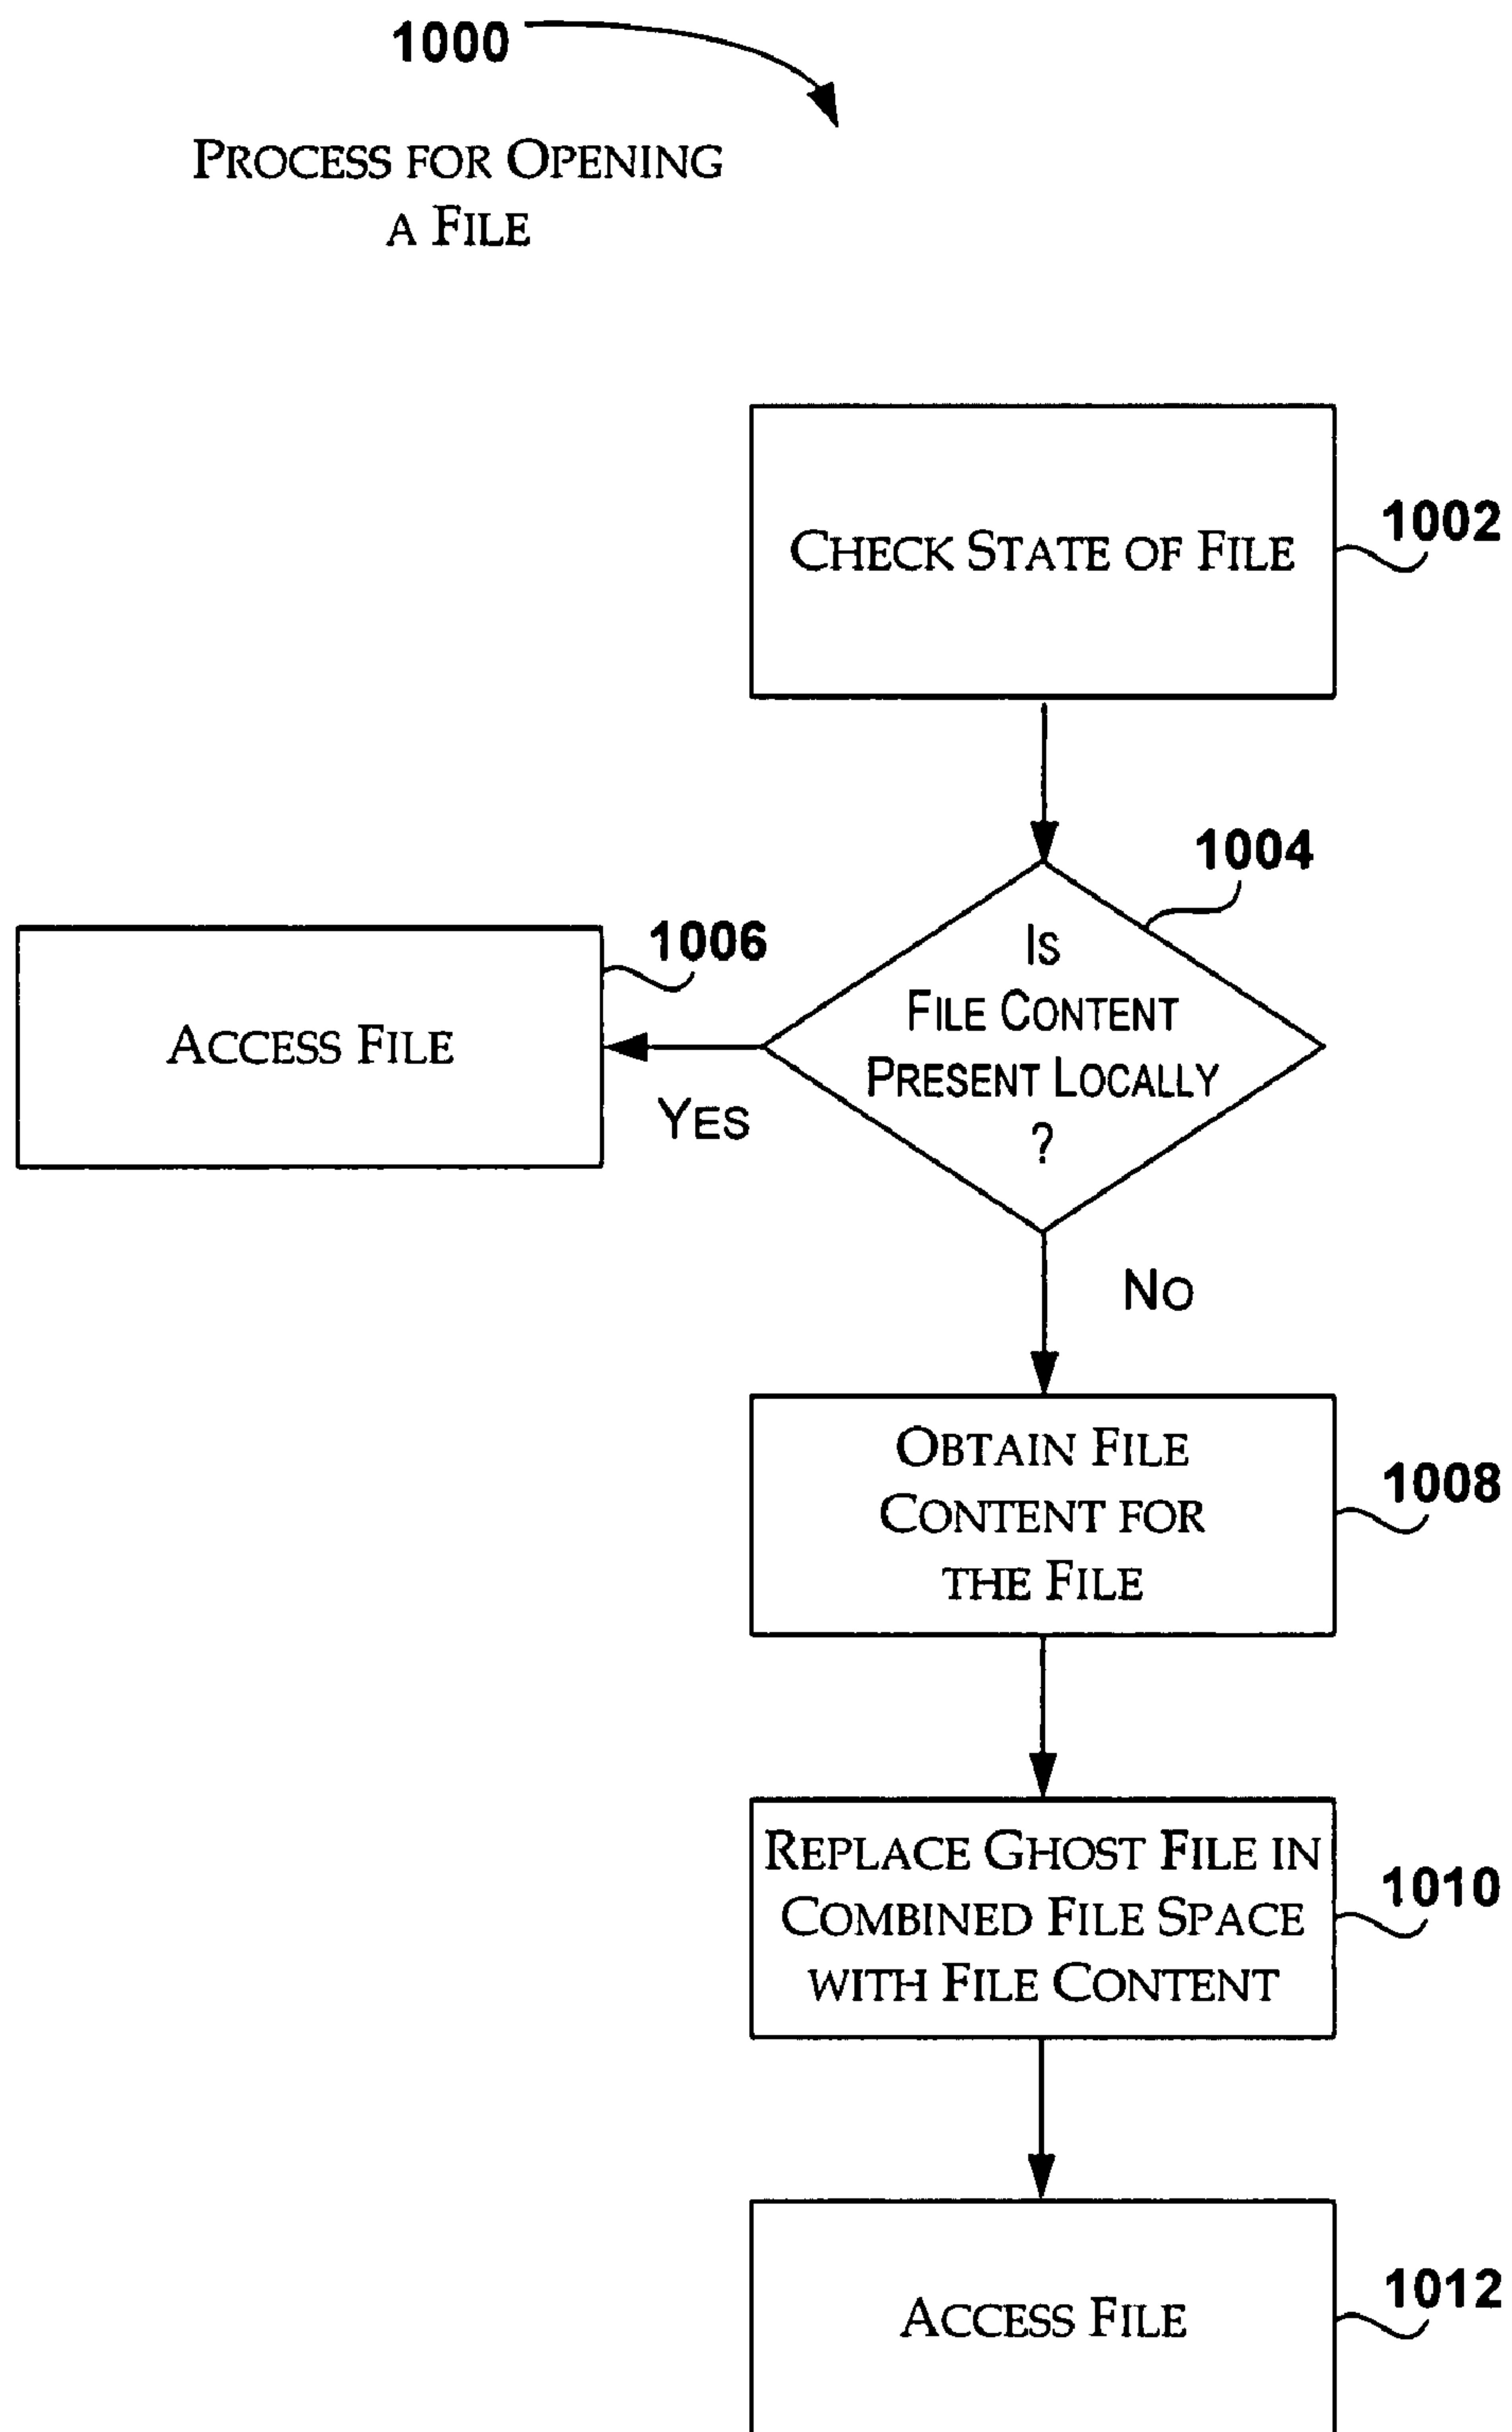 1000
PROCESS FOR OPENING
A FILE
CHECK STATE OF FILE
1002
1004
IS
FILE CONTENT
PRESENT LOCALLY
?
1006
ACCESS FILE
YES
NO
OBTAIN FILE
CONTENT FOR
THE FILE
1008
REPLACE GHOST FILE IN
COMBINED FILE SPACE
WITH FILE CONTENT
1010
ACCESS FILE
1012